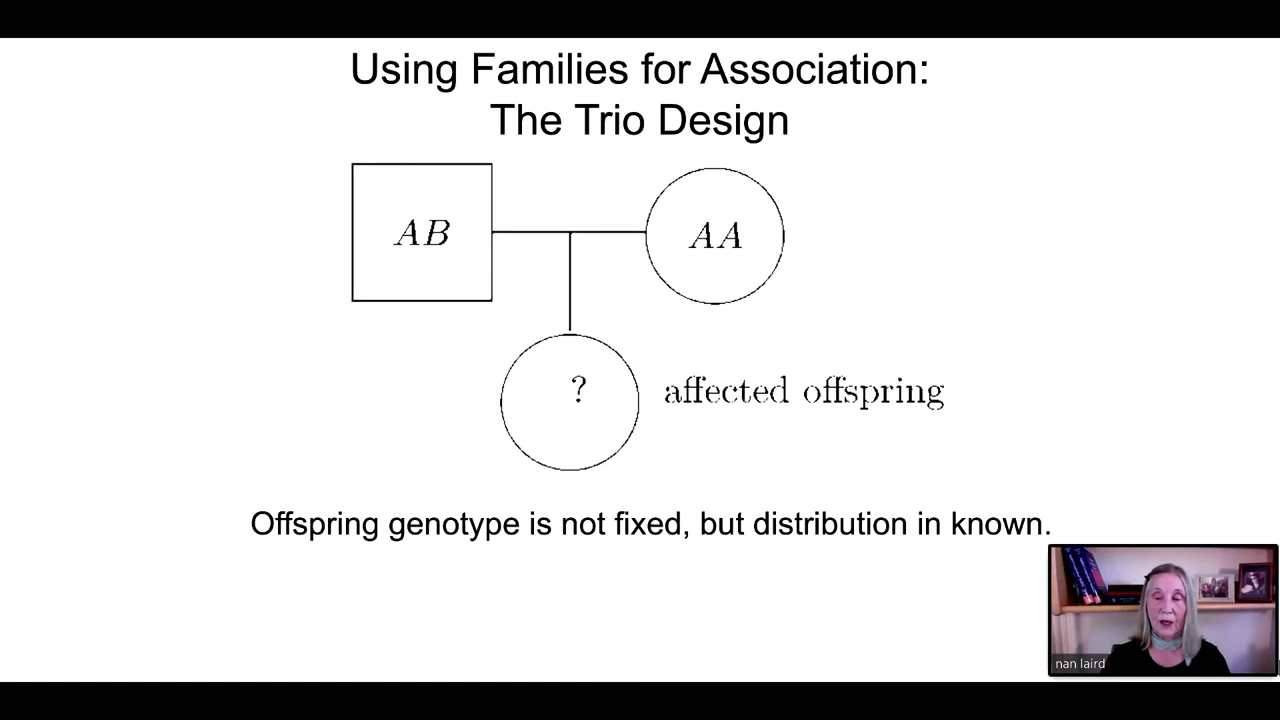 Using Families for Association:
The Trio Design
AB
AA
?
affected offspring
Offspring genotype is not fixed, but distribution in known.
nan laird